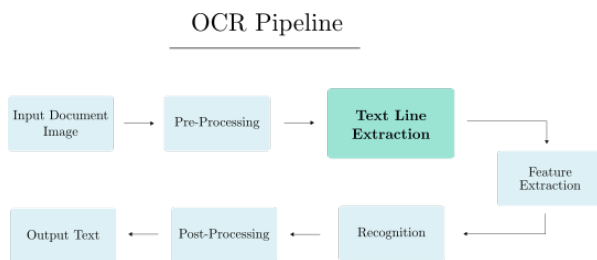 OCR Pipeline
Input Document
Image
Pre-Processing
Text Line
Extraction
Feature
Extraction
Recognition
Post-Processing
Output Text